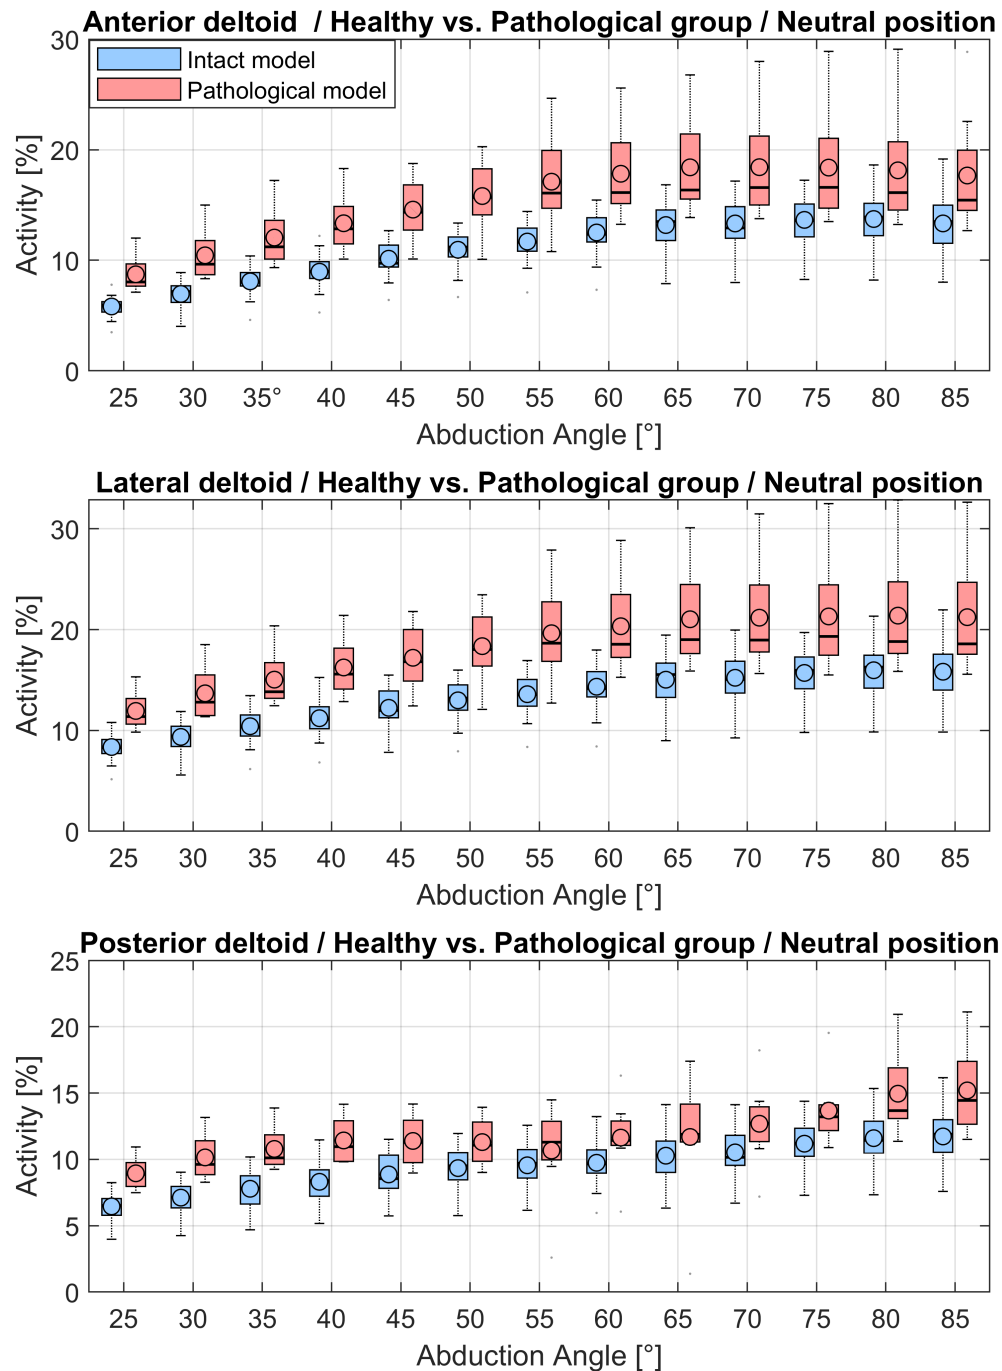 Anterior deltoid  / Healthy vs. Pathological group / Neutral position
30
Intact model
Pathological model
20
10
0
Activity [%]
25 30 35° 40 45 50 55 60 65 70 75 80 85
Abduction Angle [°]
Lateral deltoid / Healthy vs. Pathological group / Neutral position
30
20
10
0
Activity [%]
25 30 35 40 45 50 55 60 65 70 75 80 85
Abduction Angle [°]
Posterior deltoid / Healthy vs. Pathological group / Neutral position
25
20
15
10
5
0
Activity [%]
25 30 35 40 45 50 55 60 65 70 75 80 85
Abduction Angle [°]